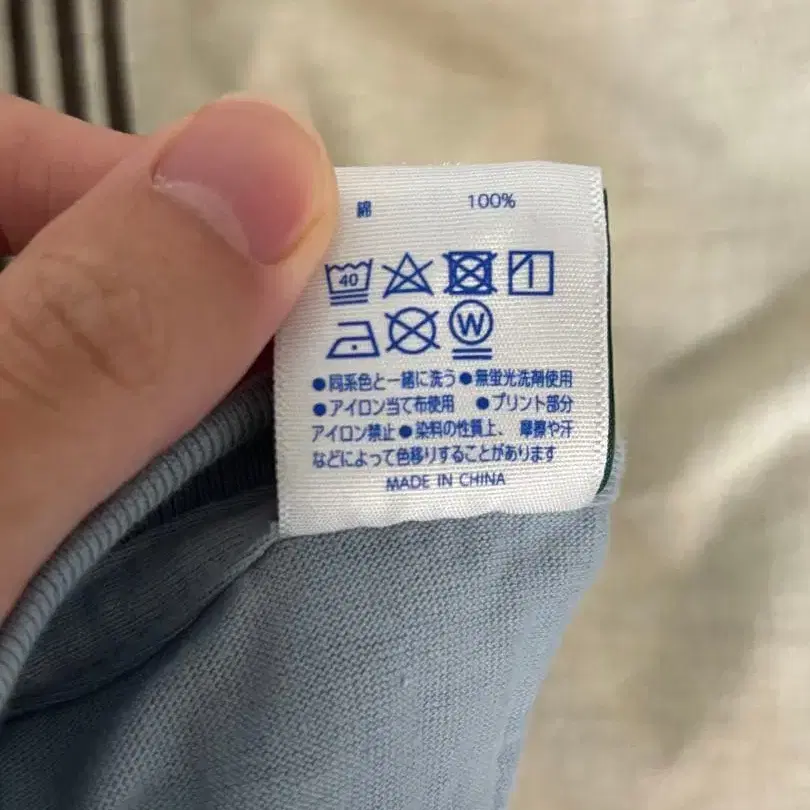 綿 100%
40
W
●同系色と一緒に洗う●無蛍光洗剤使用
●アイロン当て布使用 ●プリント部分
アイロン禁止●染料の性質上、摩擦や汗
などによって色移りすることがあります
MADE IN CHINA